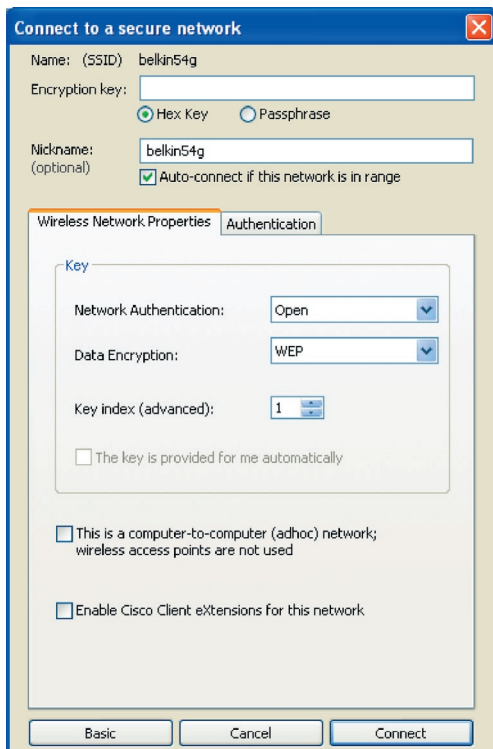 Connect to a secure network
Name: (SSID) belkin54g
Encryption key:
Hex Key Passphrase
Nickname: belkin54g
(optional)
Auto-connect if this network is in range
Wireless Network Properties Authentication
Key
Network Authentication: Open
Data Encryption: WEP
Key index (advanced): 1
The key is provided for me automatically
This is a computer-to-computer (adhoc) network;
wireless access points are not used
Enable Cisco Client eXtensions for this network
Basic Cancel Connect